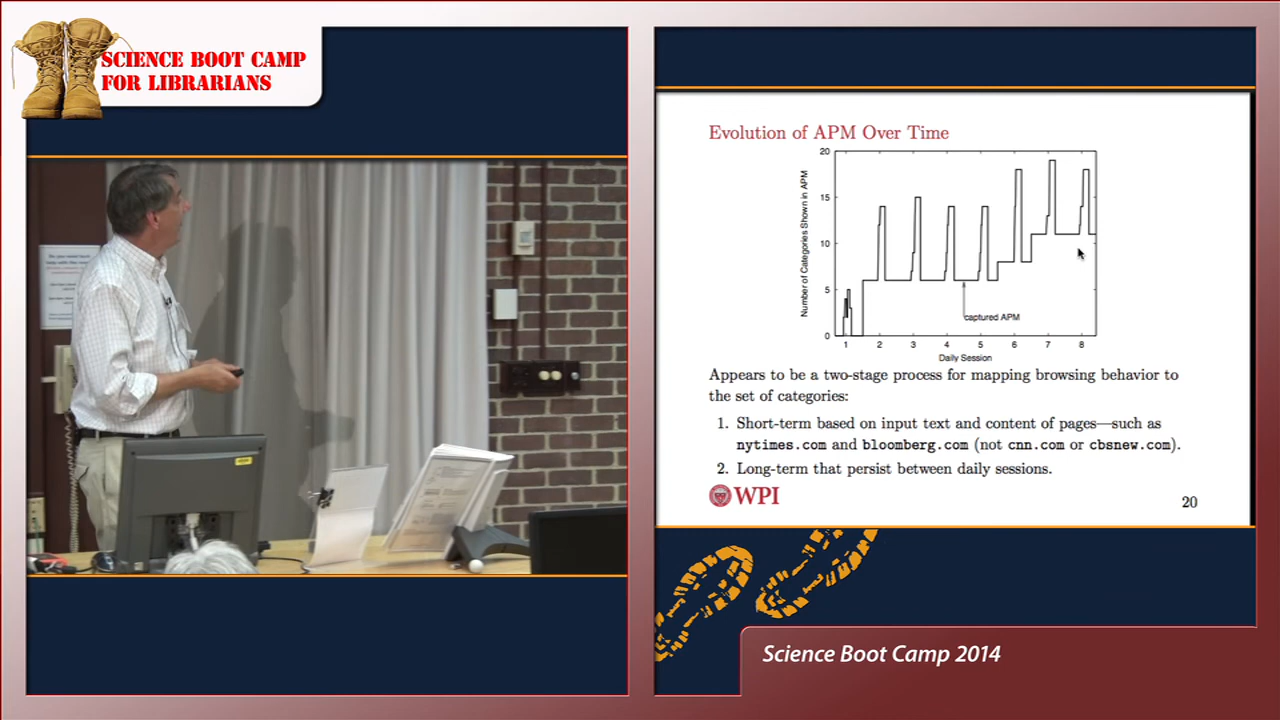 SCIENCE BOOT CAMP
FOR LIBRARIANS
Evolution of APM Over Time
Number of Categories Shown in APM
20
15
10
5
0
captured APM
1 2 3 4 5 6 7 8
Daily Session
Appears to be a two-stage process for mapping browsing behavior to
the set of categories:
1. Short-term based on input text and content of pages—such as
nytimes.com and bloomberg.com (not cnn.com or cbsnew.com).
2. Long-term that persist between daily sessions.
WPI
20
Science Boot Camp 2014